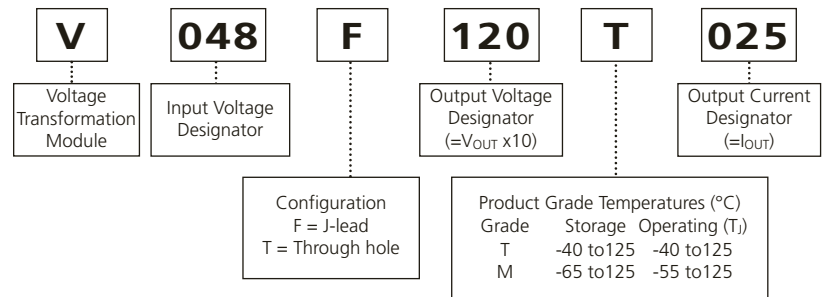 V 048 F 120 T 025
Voltage
Transformation
Module
Input Voltage
Designator
Output Voltage
Designator
(=VOUT x10)
Output Current
Designator
(=IOUT)
Configuration
F = J-lead
T = Through hole
Product Grade Temperatures (°C)
Grade Storage Operating (TJ)
T -40 to125 -40 to125
M -65 to125 -55 to125